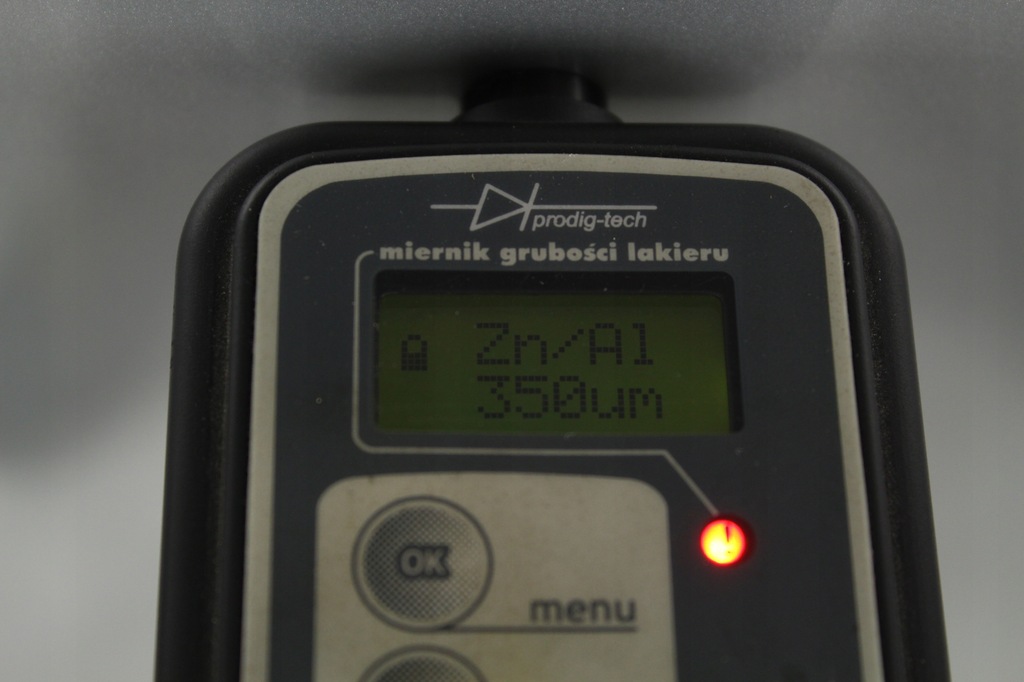 prodig-tech
miernik grubości lakieru
Zn/Al
350um
OK
menu